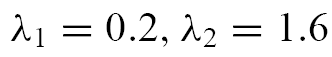 λ₁ = 0.2, λ₂ = 1.6